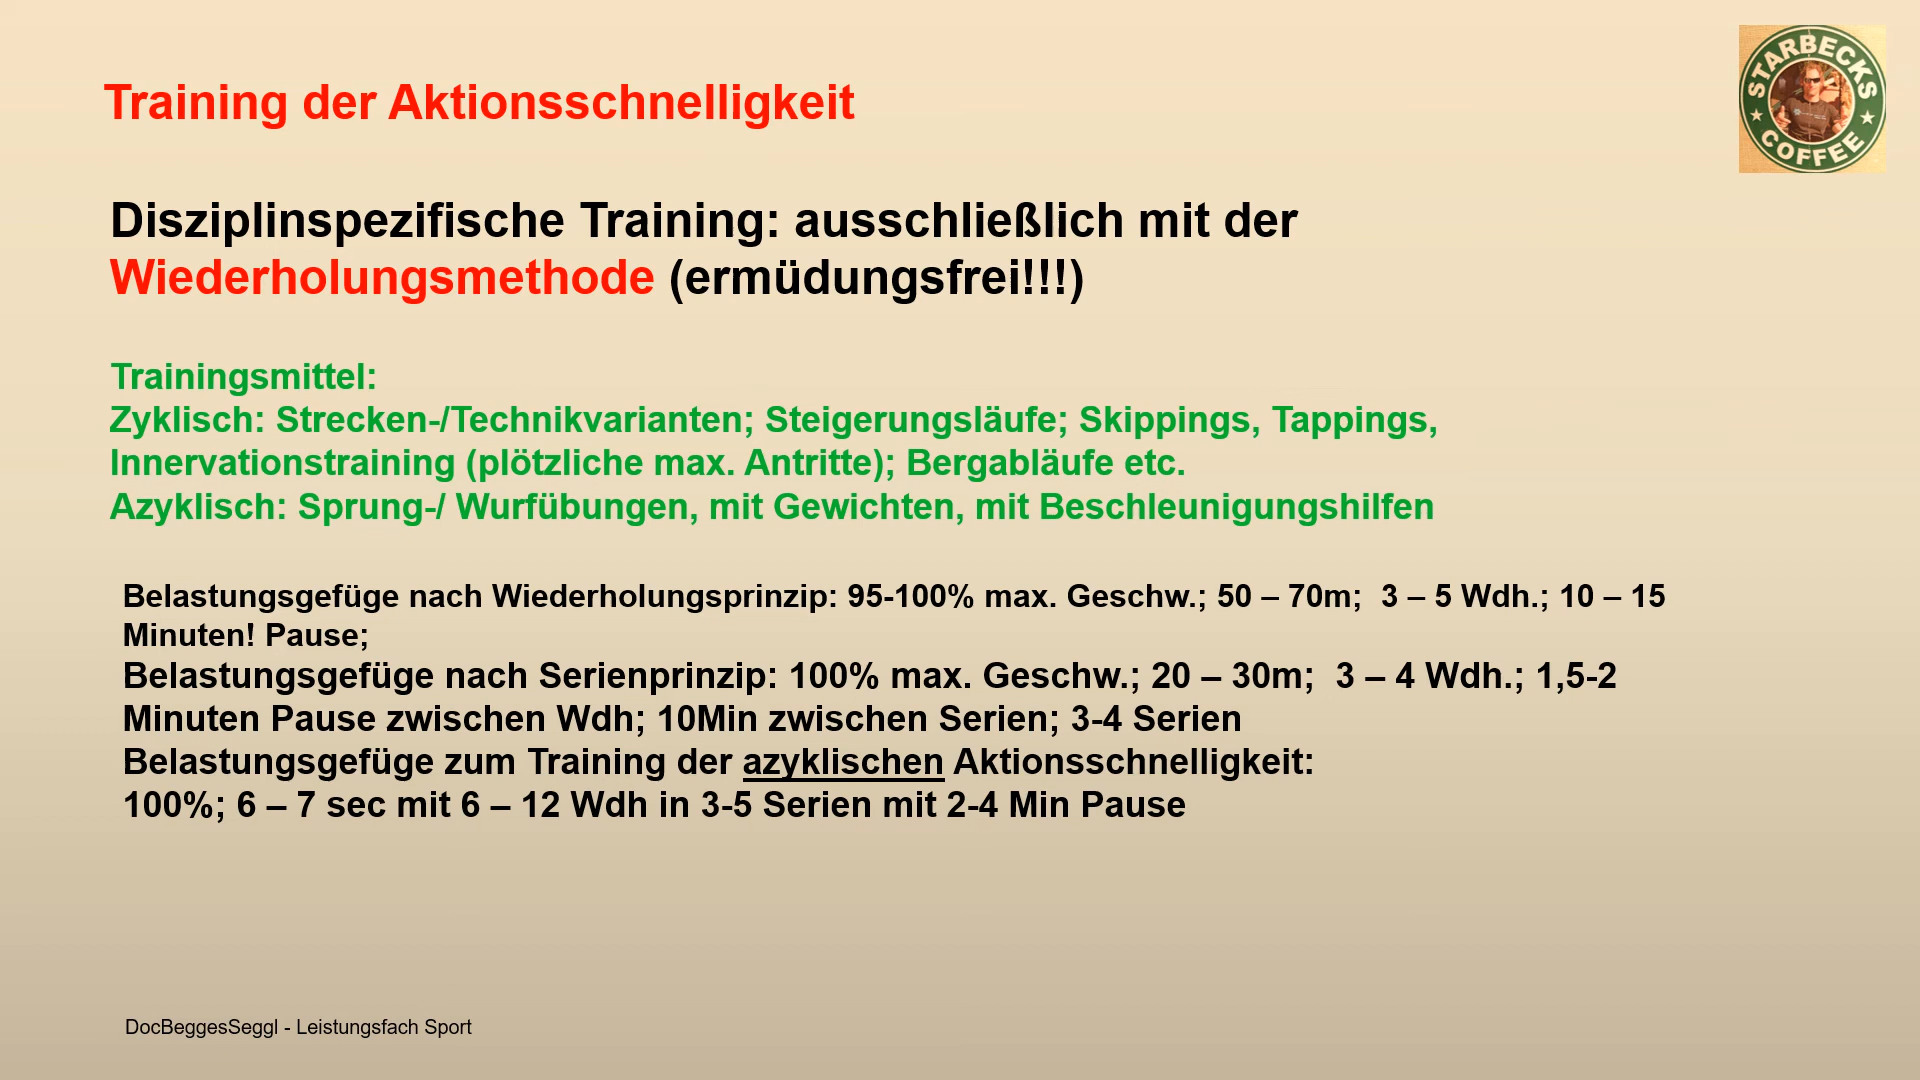 Training der Aktionsschnelligkeit
STARBECKS
COFFEE
Disziplinspezifische Training: ausschließlich mit der
Wiederholungsmethode (ermüdungsfrei!!!)
Trainingsmittel:
Zyklisch: Strecken-/Technikvarianten; Steigerungsläufe; Skippings, Tappings,
Innervationstraining (plötzliche max. Antritte); Bergabläufe etc.
Azyklisch: Sprung-/ Wurfübungen, mit Gewichten, mit Beschleunigungshilfen
Belastungsgefüge nach Wiederholungsprinzip: 95-100% max. Geschw.; 50 – 70m;  3 – 5 Wdh.; 10 – 15
Minuten! Pause;
Belastungsgefüge nach Serienprinzip: 100% max. Geschw.; 20 – 30m;  3 – 4 Wdh.; 1,5-2
Minuten Pause zwischen Wdh; 10Min zwischen Serien; 3-4 Serien
Belastungsgefüge zum Training der azyklischen Aktionsschnelligkeit:
100%; 6 – 7 sec mit 6 – 12 Wdh in 3-5 Serien mit 2-4 Min Pause
DocBeggesSeggl - Leistungsfach Sport